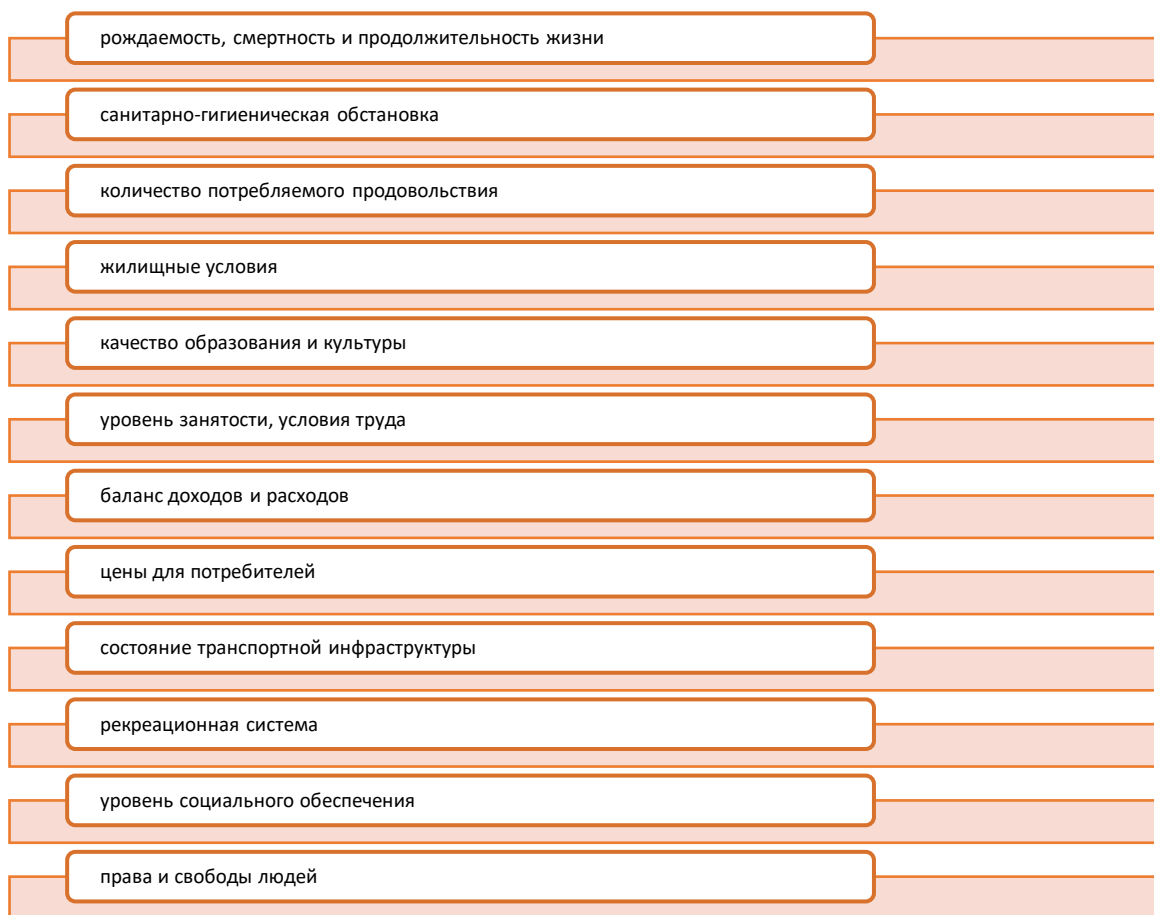 рождаемость, смертность и продолжительность жизни
санитарно-гигиеническая обстановка
количество потребляемого продовольствия
жилищные условия
качество образования и культуры
уровень занятости, условия труда
баланс доходов и расходов
цены для потребителей
состояние транспортной инфраструктуры
рекреационная система
уровень социального обеспечения
права и свободы людей